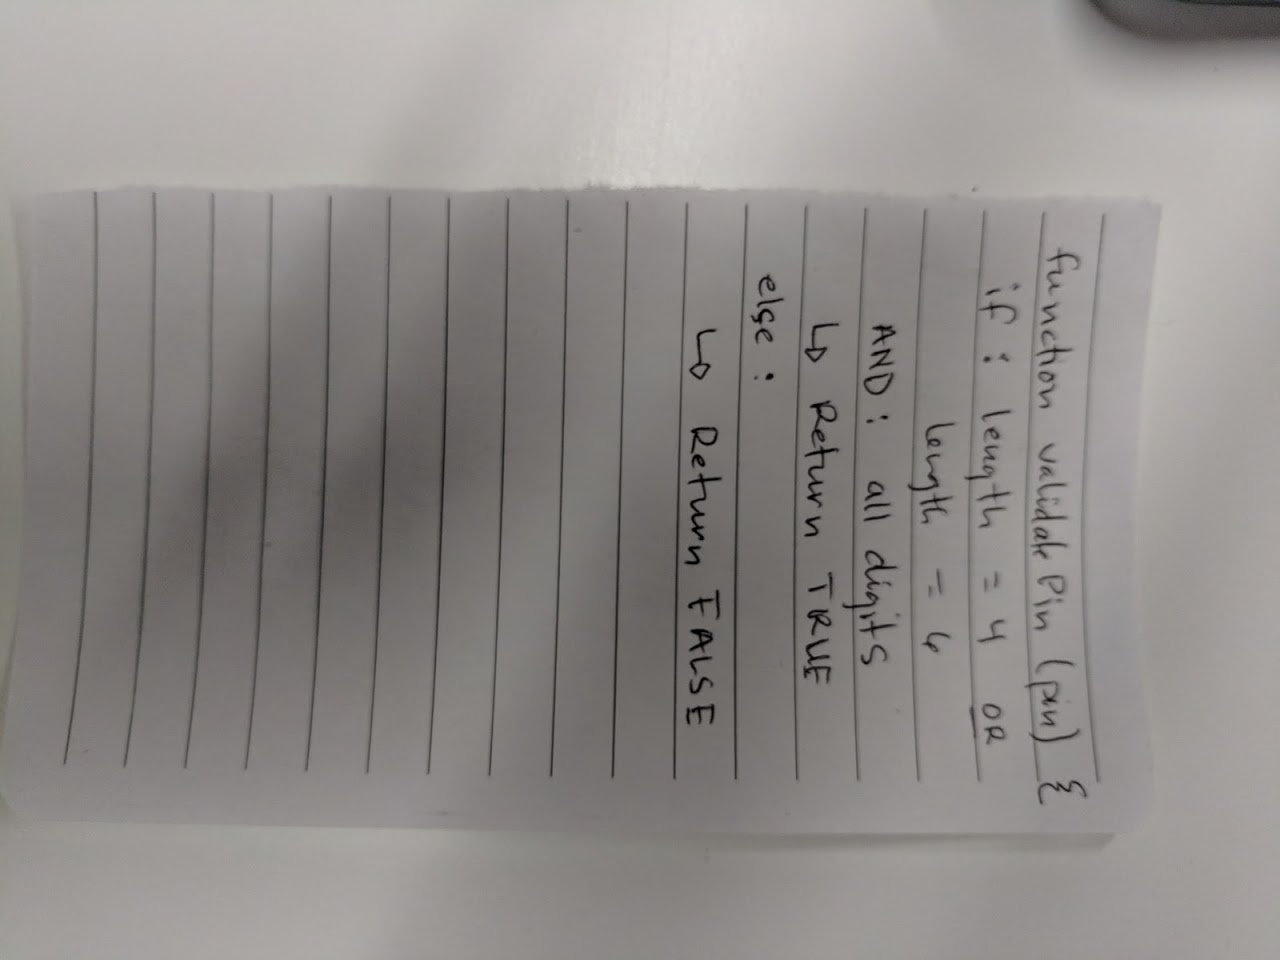 function validatePin (pin) {
if : length = 4 OR
length = 6
AND : all digits
↳ Return TRUE
else :
↳ Return FALSE